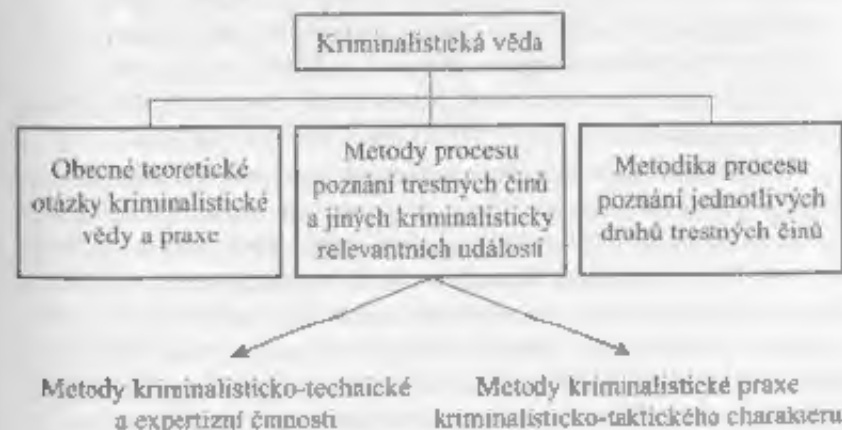 Kriminalistická věda
Obecné teoretické
otázky kriminalistické
vědy a praxe
Metody procesu
poznání trestných činů
a jiných kriminalisticky
relevantních událostí
Metodika procesu
poznání jednotlivých
druhů trestných činů
Metody kriminalisticko-technické
a expertizní činnosti
Metody kriminalistické praxe
kriminalisticko-taktického charakteru